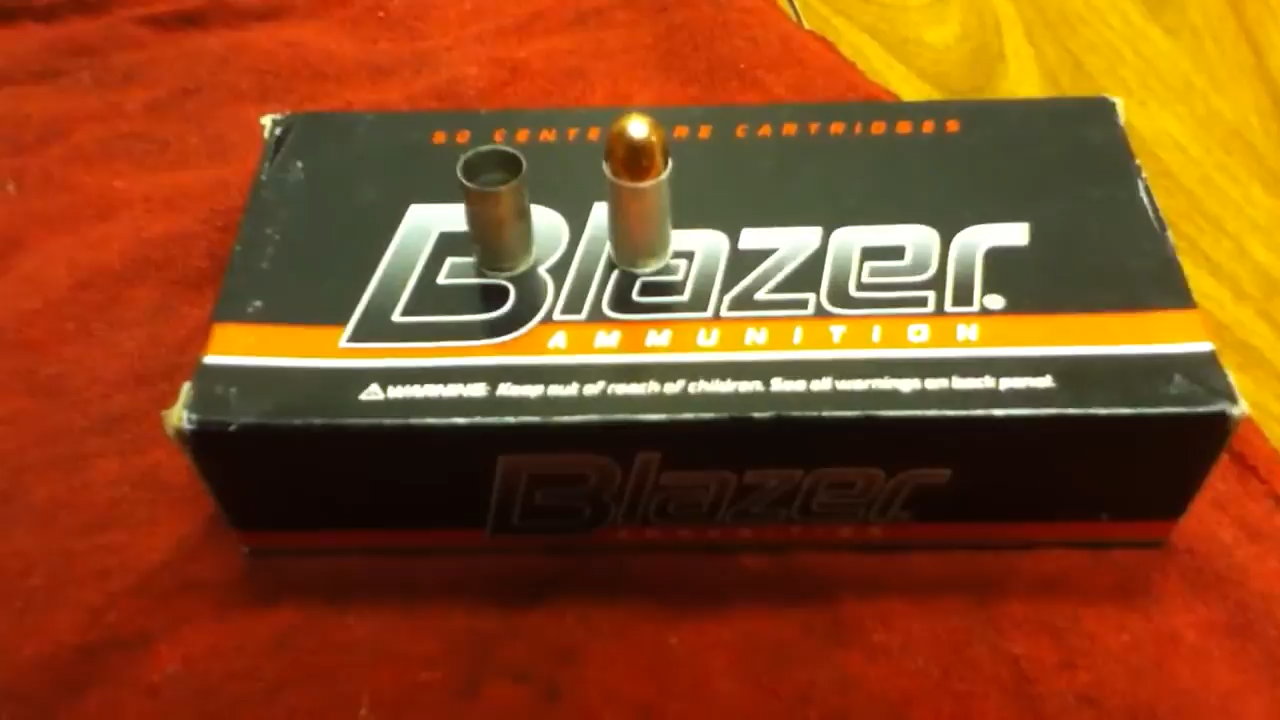 50 CENTERFIRE CARTRIDGES
Blazer
AMMUNITION
WARNING: Keep out of reach of children. See all warnings on back panel.
Blazer
AMMUNITION